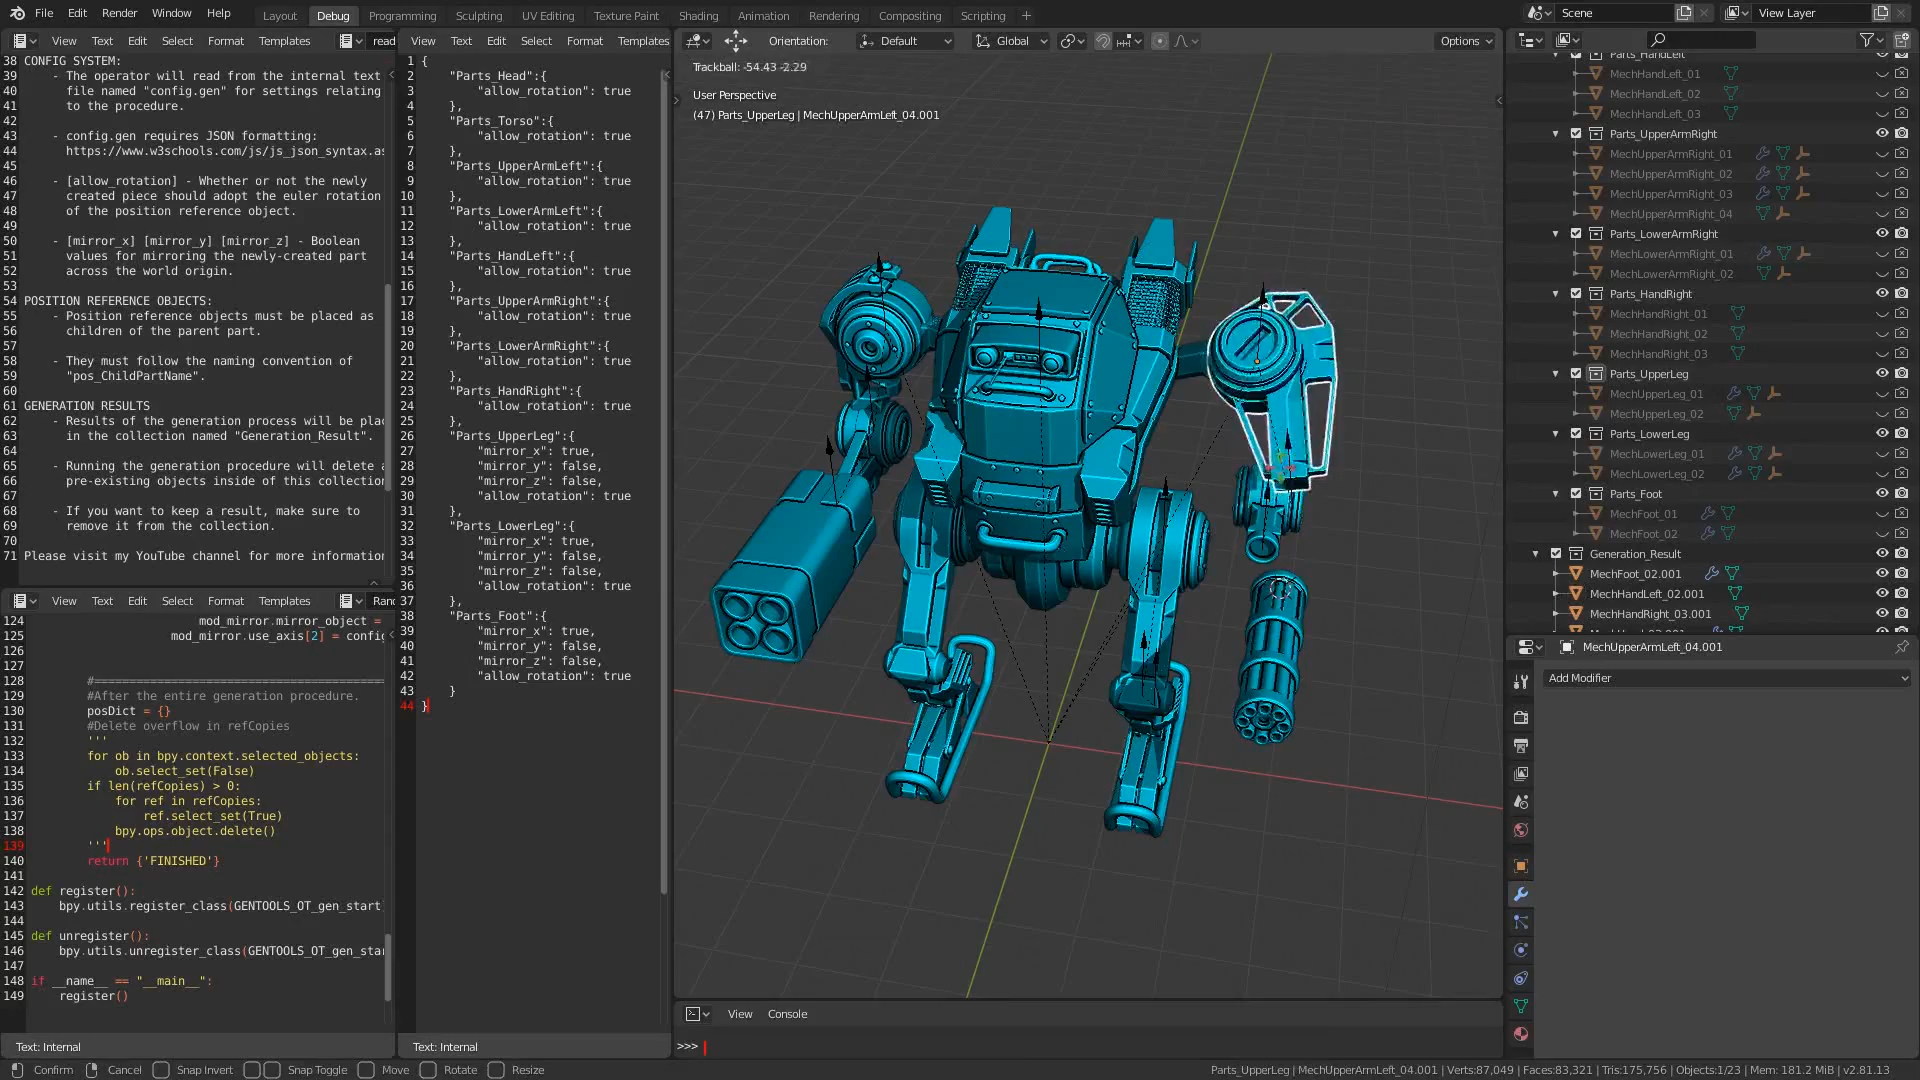 File Edit Render Window Help Layout Debug Programming Sculpting UV Editing Texture Paint Shading Animation Rendering Compositing Scripting + Scene View Layer
View Text Edit Select Format Templates read
38 CONFIG SYSTEM:
39 - The operator will read from the internal text
40 file named "config.gen" for settings relating
41 to the procedure.
42
43 - config.gen requires JSON formatting:
44 https://www.w3schools.com/js/js_json_syntax.as
45
46 - [allow_rotation] - Whether or not the newly
47 created piece should adopt the euler rotation
48 of the position reference object.
49
50 - [mirror_x] [mirror_y] [mirror_z] - Boolean
51 values for mirroring the newly-created part
52 across the world origin.
53
54 POSITION REFERENCE OBJECTS:
55 - Position reference objects must be placed as
56 children of the parent part.
57
58 - They must follow the naming convention of
59 "pos_ChildPartName".
60
61 GENERATION RESULTS
62 - Results of the generation process will be plac
63 in the collection named "Generation_Result".
64
65 - Running the generation procedure will delete a
66 pre-existing objects inside of this collection
67
68 - If you want to keep a result, make sure to
69 remove it from the collection.
70
71 Please visit my YouTube channel for more information
View Text Edit Select Format Templates Rand
124 mod_mirror.mirror_object =
125 mod_mirror.use_axis[2] = config
126
127
128 #==========================================
129 #After the entire generation procedure.
130 posDict = {}
131 #Delete overflow in refCopies
132 '''
133 for ob in bpy.context.selected_objects:
134 ob.select_set(False)
135 if len(refCopies) > 0:
136 for ref in refCopies:
137 ref.select_set(True)
138 bpy.ops.object.delete()
139 '''
140 return {'FINISHED'}
141
142 def register():
143 bpy.utils.register_class(GENTOOLS_OT_gen_start)
144
145 def unregister():
146 bpy.utils.unregister_class(GENTOOLS_OT_gen_star
147
148 if __name__ == "__main__":
149 register()
Text: Internal
View Text Edit Select Format Templates
1 {
2 "Parts_Head":{
3 "allow_rotation": true
4 },
5 "Parts_Torso":{
6 "allow_rotation": true
7 },
8 "Parts_UpperArmLeft":{
9 "allow_rotation": true
10 },
11 "Parts_LowerArmLeft":{
12 "allow_rotation": true
13 },
14 "Parts_HandLeft":{
15 "allow_rotation": true
16 },
17 "Parts_UpperArmRight":{
18 "allow_rotation": true
19 },
20 "Parts_LowerArmRight":{
21 "allow_rotation": true
22 },
23 "Parts_HandRight":{
24 "allow_rotation": true
25 },
26 "Parts_UpperLeg":{
27 "mirror_x": true,
28 "mirror_y": false,
29 "mirror_z": false,
30 "allow_rotation": true
31 },
32 "Parts_LowerLeg":{
33 "mirror_x": true,
34 "mirror_y": false,
35 "mirror_z": false,
36 "allow_rotation": true
37 },
38 "Parts_Foot":{
39 "mirror_x": true,
40 "mirror_y": false,
41 "mirror_z": false,
42 "allow_rotation": true
43 }
44 }
Text: Internal
Orientation: Default Global Options
Trackball: -54.43 -2.29
User Perspective
(47) Parts_UpperLeg | MechUpperArmLeft_04.001
View Console
>>>
Parts_HandLeft
MechHandLeft_01
MechHandLeft_02
MechHandLeft_03
Parts_UpperArmRight
MechUpperArmRight_01
MechUpperArmRight_02
MechUpperArmRight_03
MechUpperArmRight_04
Parts_LowerArmRight
MechLowerArmRight_01
MechLowerArmRight_02
Parts_HandRight
MechHandRight_01
MechHandRight_02
MechHandRight_03
Parts_UpperLeg
MechUpperLeg_01
MechUpperLeg_02
Parts_LowerLeg
MechLowerLeg_01
MechLowerLeg_02
Parts_Foot
MechFoot_01
MechFoot_02
Generation_Result
MechFoot_02.001
MechHandLeft_02.001
MechHandRight_03.001
MechUpperArmLeft_04.001
Add Modifier
Confirm Cancel Snap Invert Snap Toggle Move Rotate Resize
Parts_UpperLeg | MechUpperArmLeft_04.001 | Verts:87,049 | Faces:83,321 | Tris:175,756 | Objects:1/23 | Mem: 181.2 MiB | v2.81.13